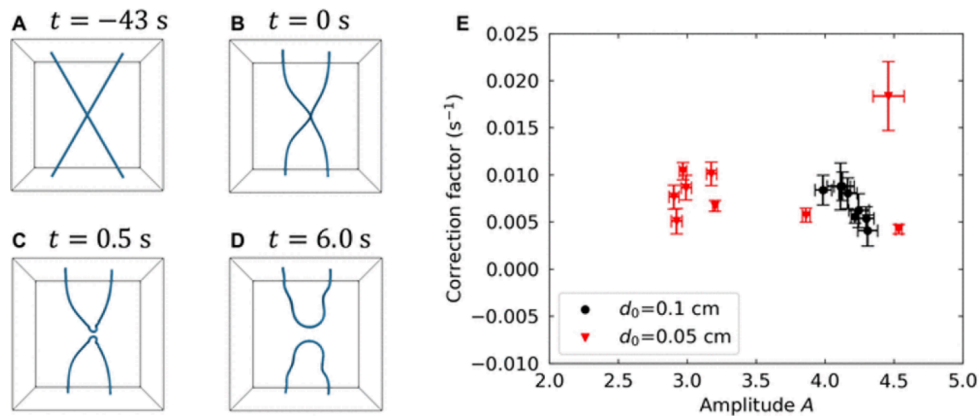 A t = −43 s
B t = 0 s
C t = 0.5 s
D t = 6.0 s
E
0.025
0.020
0.015
0.010
0.005
0.000
−0.005
−0.010
Correction factor (s⁻¹)
d₀=0.1 cm
d₀=0.05 cm
2.0 2.5 3.0 3.5 4.0 4.5 5.0
Amplitude A